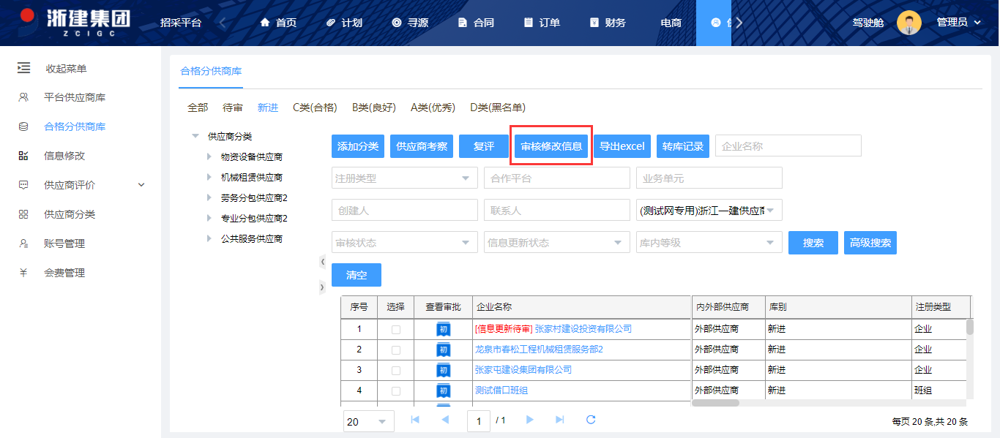 浙建集团
ZCIGC
招采平台
首页
计划
寻源
合同
订单
财务
电商
驾驶舱
管理员
收起菜单
平台供应商库
合格分供商库
信息修改
供应商评价
供应商分类
账号管理
会费管理
合格分供商库
全部 待审 新进 C类(合格) B类(良好) A类(优秀) D类(黑名单)
供应商分类
物资设备供应商
机械租赁供应商
劳务分包供应商2
专业分包供应商2
公共服务供应商
添加分类 供应商考察 复评 审核修改信息 导出excel 转库记录 企业名称
注册类型 合作平台 业务单元
创建人 联系人 (测试网专用)浙江一建供应商
审核状态 信息更新状态 库内等级 搜索 高级搜索
清空
序号 选择 查看审批 企业名称 内外部供应商 库别 注册类型
1 初 [信息更新待审] 张家村建设投资有限公司 外部供应商 新进 企业
2 初 龙泉市春松工程机械租赁服务部2 外部供应商 新进 企业
3 初 张家屯建设集团有限公司 外部供应商 新进 企业
4 初 测试借口班组 外部供应商 新进 班组
20 1 / 1 每页 20 条,共 20 条